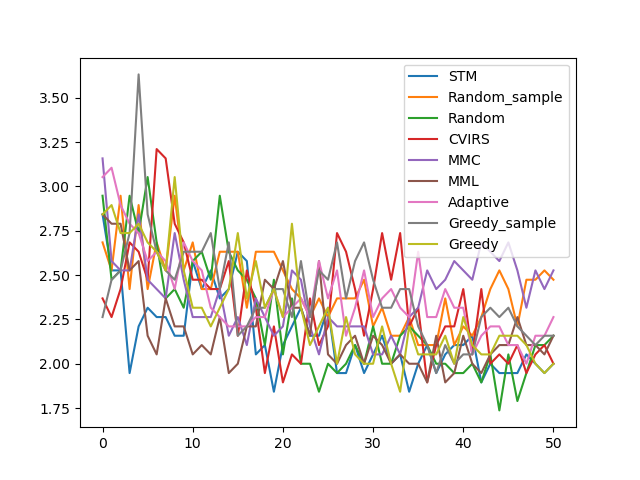 3.50
3.25
3.00
2.75
2.50
2.25
2.00
1.75
0
10
20
30
40
50
STM
Random_sample
Random
CVIRS
MMC
MML
Adaptive
Greedy_sample
Greedy